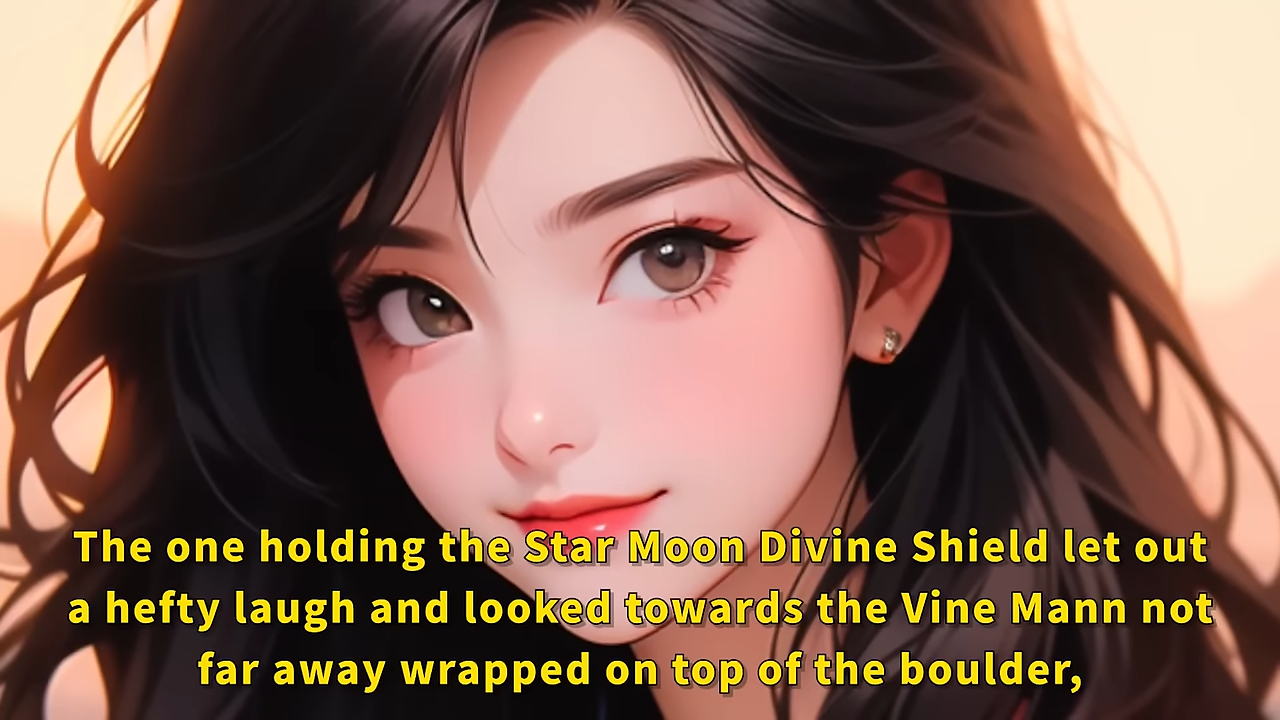 The one holding the Star Moon Divine Shield let out
a hefty laugh and looked towards the Vine Mann not
far away wrapped on top of the boulder,